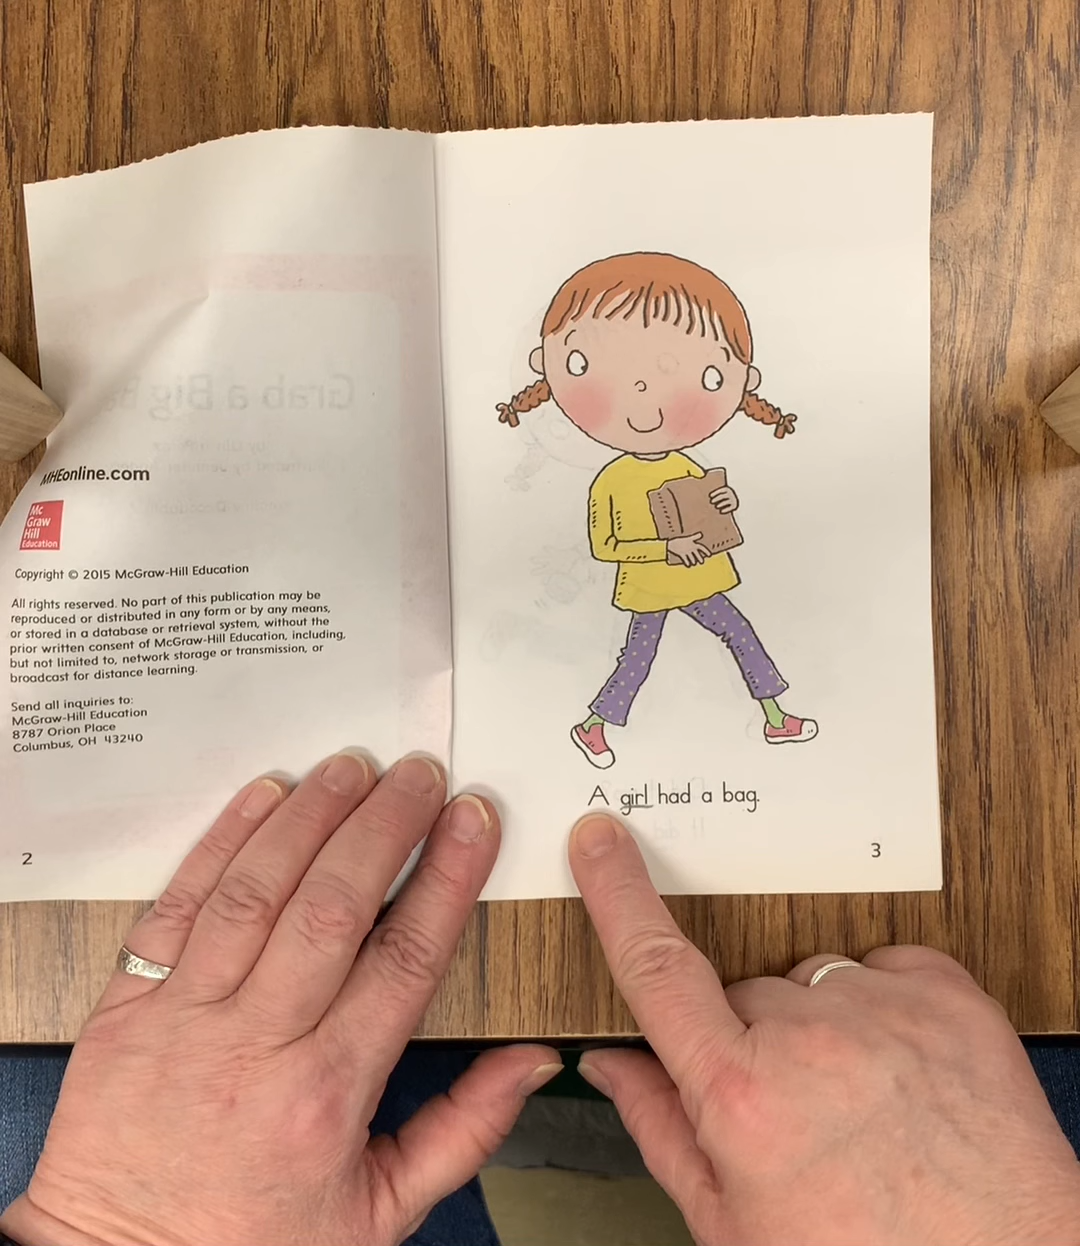 MHEonline.com
Mc
Graw
Hill
Education
Copyright © 2015 McGraw-Hill Education
All rights reserved. No part of this publication may be
reproduced or distributed in any form or by any means,
or stored in a database or retrieval system, without the
prior written consent of McGraw-Hill Education, including,
but not limited to, network storage or transmission, or
broadcast for distance learning.
Send all inquiries to:
McGraw-Hill Education
8787 Orion Place
Columbus, OH 43240
2
A girl had a bag.
3